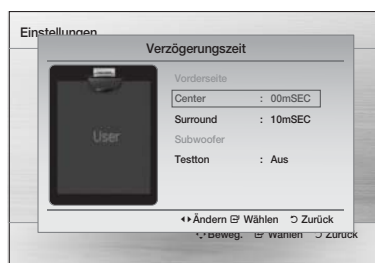 Einstellungen
Verzögerungszeit
User
Vorderseite
Center : 00mSEC
Surround : 10mSEC
Subwoofer
Testton : Aus
Ändern Wählen Zurück
Beweg. Wählen Zurück